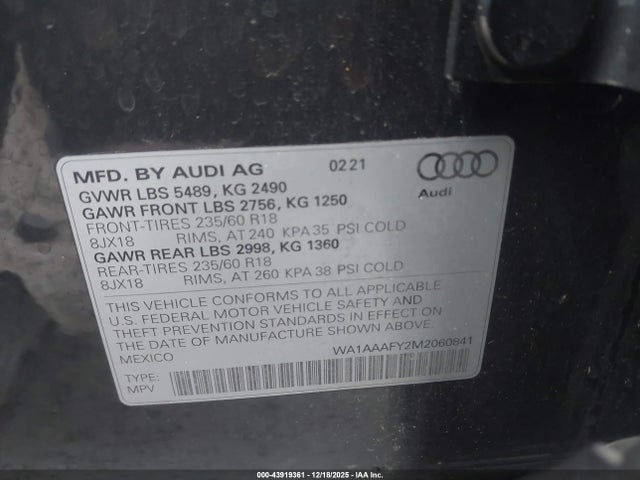 MFD. BY AUDI AG 02 21
GVWR LBS 5489, KG 2490
GAWR FRONT LBS 2756, KG 1250
FRONT-TIRES 235/60 R18
8JX18 RIMS, AT 240 KPA 35 PSI COLD
GAWR REAR LBS 2998, KG 1360
REAR-TIRES 235/60 R18
8JX18 RIMS, AT 260 KPA 38 PSI COLD
Audi
THIS VEHICLE CONFORMS TO ALL APPLICABLE
U.S. FEDERAL MOTOR VEHICLE SAFETY AND
THEFT PREVENTION STANDARDS IN EFFECT ON
THE DATE OF MANUFACTURE SHOWN ABOVE.
MEXICO WA1AAAFY2M2060841
TYPE:
MPV
000-43919361 - 12/18/2025 - IAA Inc.